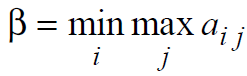 β = min max a_{ij}
i j